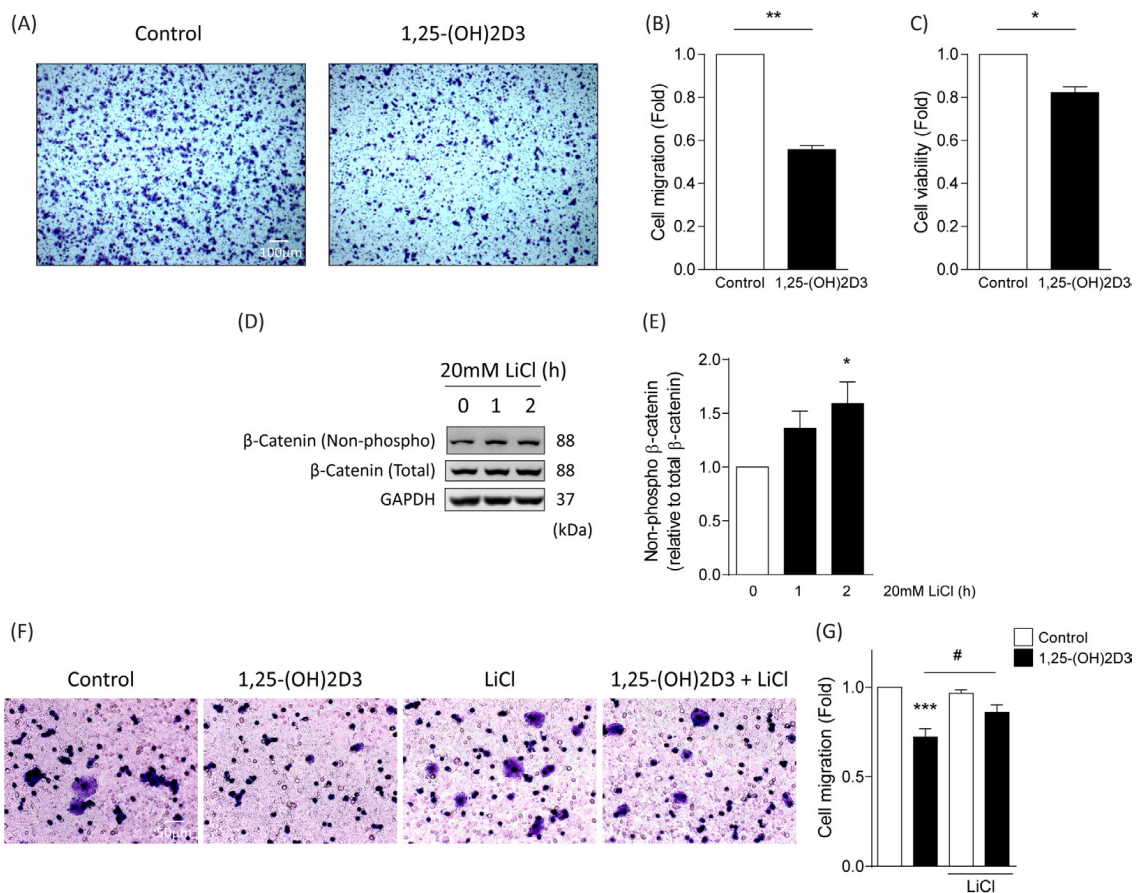 (A)
Control
1,25-(OH)2D3
100μm
(B)
**
Cell migration (Fold)
1.0
0.8
0.6
0.4
0.2
0.0
Control
1,25-(OH)2D3
C)
*
Cell viability (Fold)
1.0
0.8
0.6
0.4
0.2
0.0
Control
1,25-(OH)2D3
(D)
20mM LiCl (h)
0 1 2
β-Catenin (Non-phospho) 88
β-Catenin (Total) 88
GAPDH 37
(kDa)
(E)
Non-phospho β-catenin
(relative to total β-catenin)
2.0
1.5
1.0
0.5
0.0
*
0 1 2 20mM LiCl (h)
(F)
Control
1,25-(OH)2D3
LiCl
1,25-(OH)2D3 + LiCl
50μm
(G)
Control
1,25-(OH)2D3
Cell migration (Fold)
1.0
0.5
0.0
***
#
LiCl